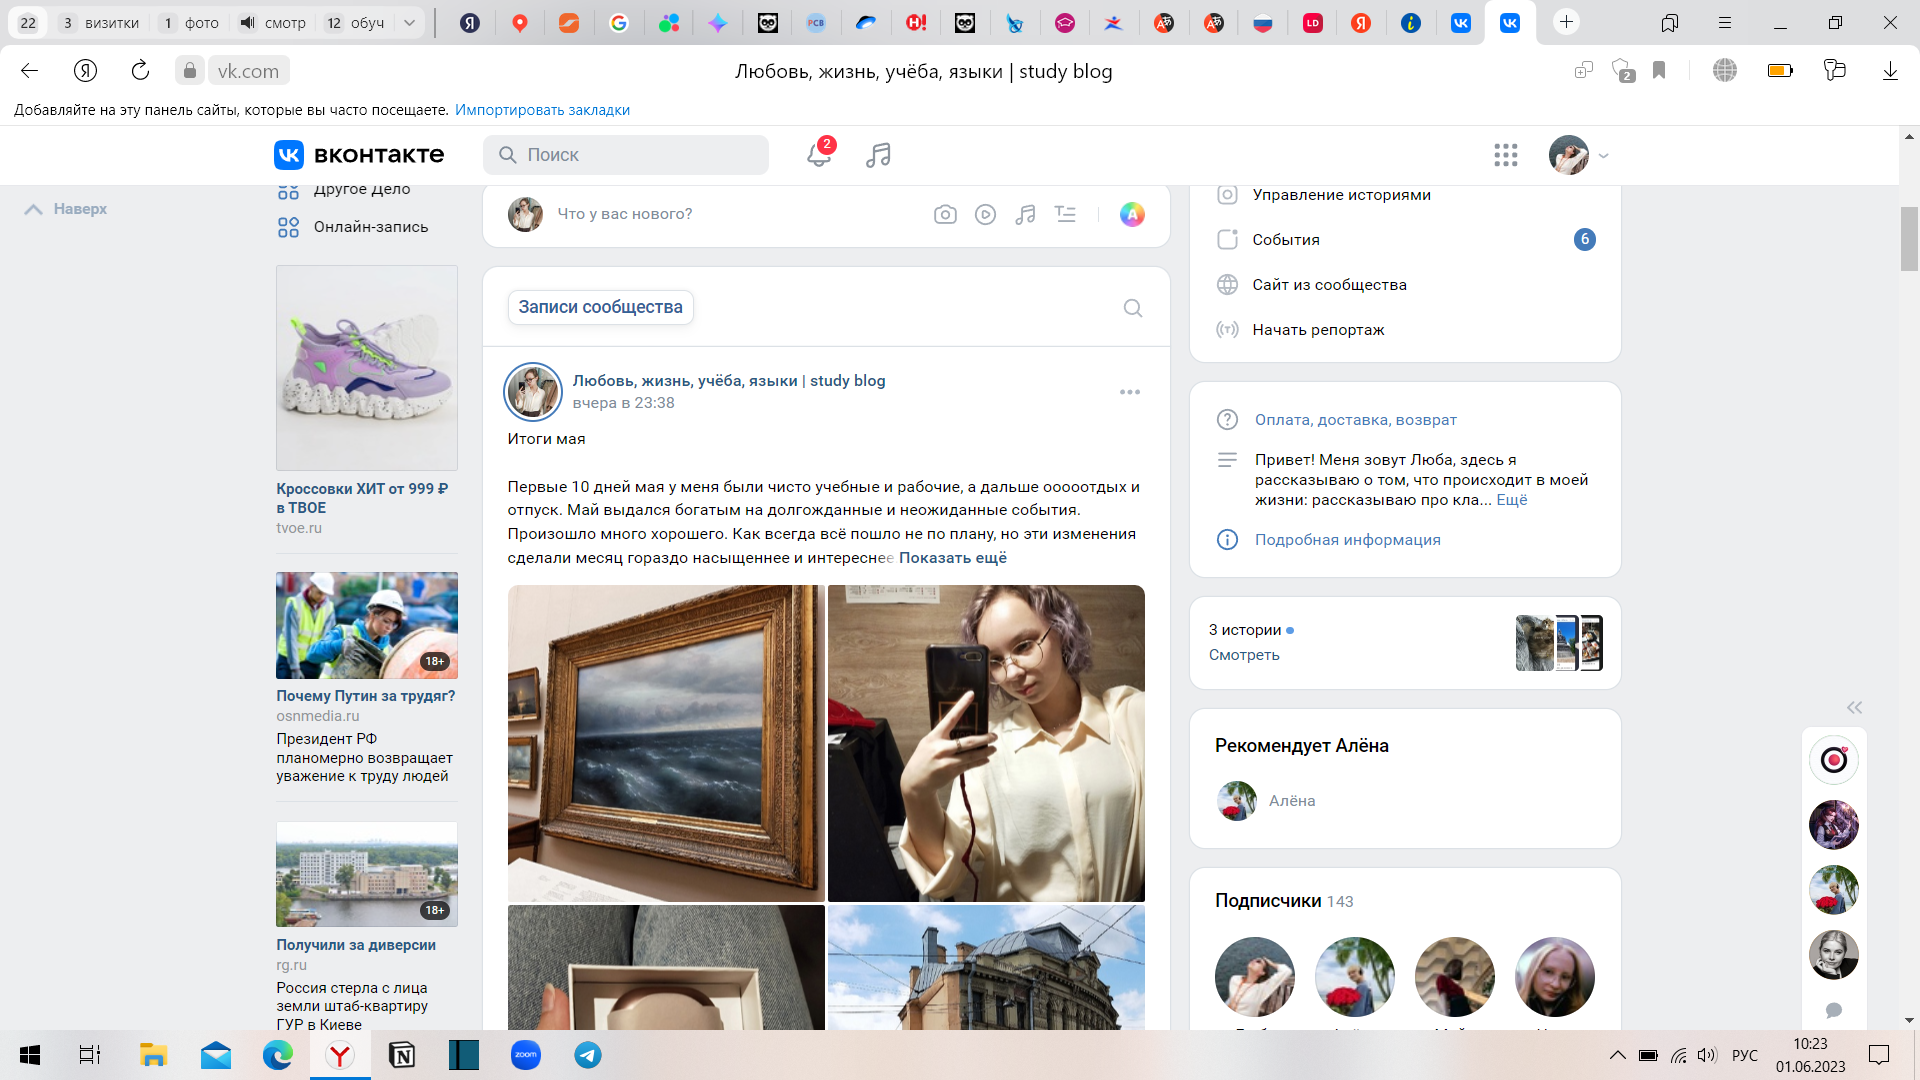 22
3 визитки
1 фото
смотр
12 обуч
vk.com
Любовь, жизнь, учёба, языки | study blog
2
Добавляйте на эту панель сайты, которые вы часто посещаете. Импортировать закладки
вконтакте
Поиск
2
Наверх
Другое Дело
Онлайн-запись
Кроссовки ХИТ от 999 ₽
в ТВОЕ
tvoe.ru
18+
Почему Путин за трудяг?
osnmedia.ru
Президент РФ
планомерно возвращает
уважение к труду людей
18+
Получили за диверсии
rg.ru
Россия стерла с лица
земли штаб-квартиру
ГУР в Киеве
Что у вас нового?
Записи сообщества
Любовь, жизнь, учёба, языки | study blog
вчера в 23:38
Итоги мая
Первые 10 дней мая у меня были чисто учебные и рабочие, а дальше ооооотдых и
отпуск. Май выдался богатым на долгожданные и неожиданные события.
Произошло много хорошего. Как всегда всё пошло не по плану, но эти изменения
сделали месяц гораздо насыщеннее и интереснее Показать ещё
Управление историями
События
6
Сайт из сообщества
Начать репортаж
Оплата, доставка, возврат
Привет! Меня зовут Люба, здесь я
рассказываю о том, что происходит в моей
жизни: рассказываю про кла... Ещё
Подробная информация
3 истории
Смотреть
Рекомендует Алёна
Алёна
Подписчики 143
zoom
РУС
10:23
01.06.2023